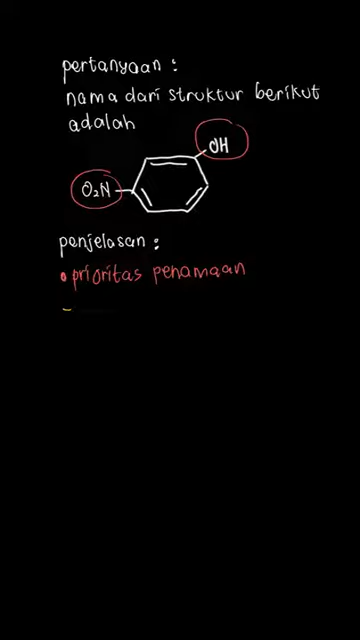 pertanyaan :
nama dari struktur berikut
adalah
OH
O₂N
penjelasan :
• prioritas penamaan